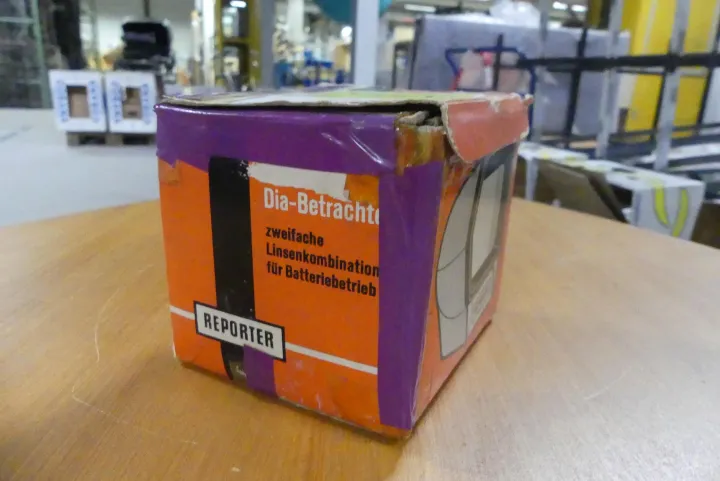 Dia-Betrachte
zweifache
Linsenkombination
für Batteriebetrieb
REPORTER